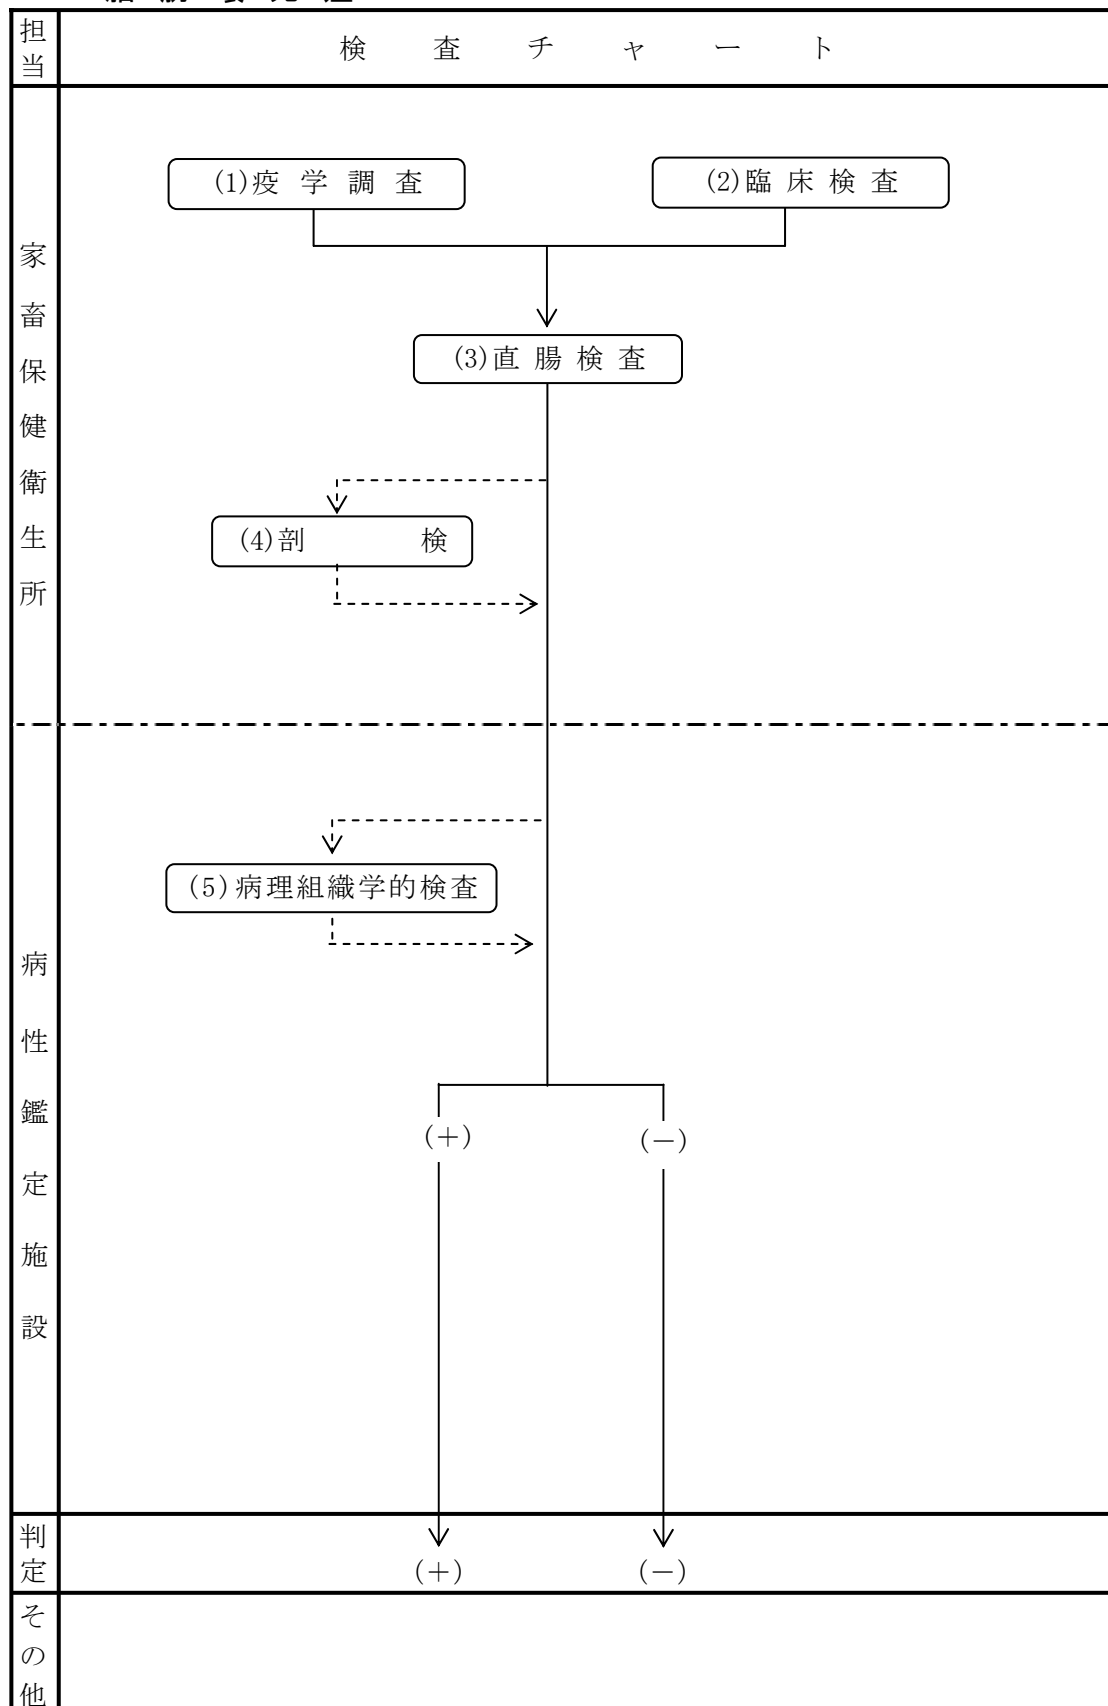 担当
検査チャート
(1)疫学調査
(2)臨床検査
(3)直腸検査
(4)剖検
家畜保健衛生所
(5)病理組織学的検査
病性鑑定施設
(+)
(-)
判定
(+)
(-)
その他